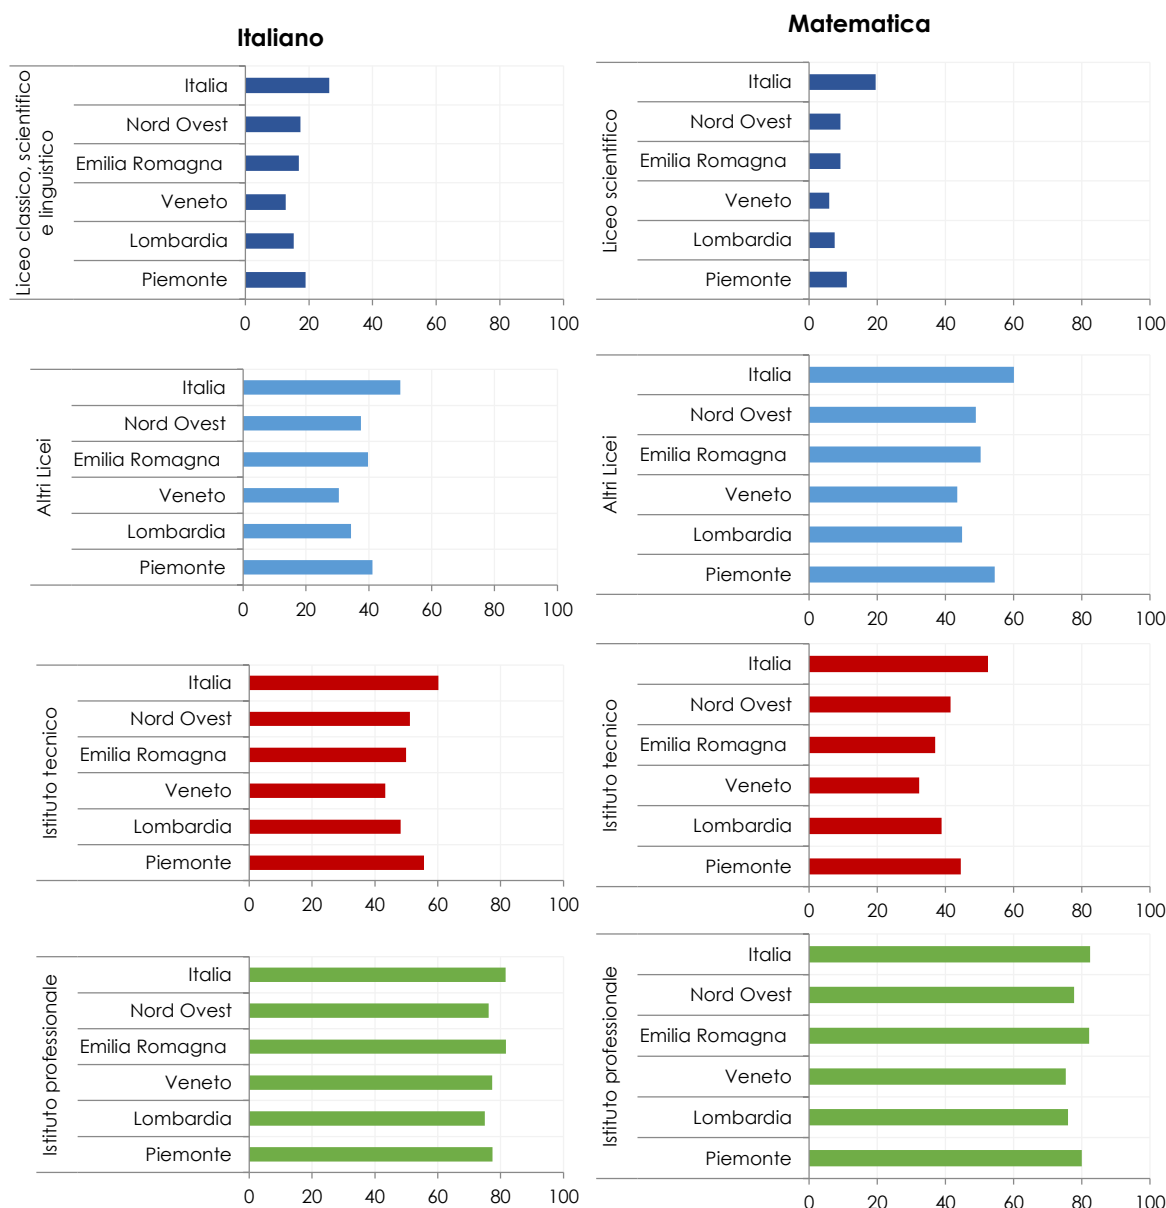 Italiano
Liceo classico, scientifico
e linguistico
Italia
Nord Ovest
Emilia Romagna
Veneto
Lombardia
Piemonte
0 20 40 60 80 100
Altri Licei
Italia
Nord Ovest
Emilia Romagna
Veneto
Lombardia
Piemonte
0 20 40 60 80 100
Istituto tecnico
Italia
Nord Ovest
Emilia Romagna
Veneto
Lombardia
Piemonte
0 20 40 60 80 100
Istituto professionale
Italia
Nord Ovest
Emilia Romagna
Veneto
Lombardia
Piemonte
0 20 40 60 80 100
Matematica
Liceo scientifico
Italia
Nord Ovest
Emilia Romagna
Veneto
Lombardia
Piemonte
0 20 40 60 80 100
Altri Licei
Italia
Nord Ovest
Emilia Romagna
Veneto
Lombardia
Piemonte
0 20 40 60 80 100
Istituto tecnico
Italia
Nord Ovest
Emilia Romagna
Veneto
Lombardia
Piemonte
0 20 40 60 80 100
Istituto professionale
Italia
Nord Ovest
Emilia Romagna
Veneto
Lombardia
Piemonte
0 20 40 60 80 100